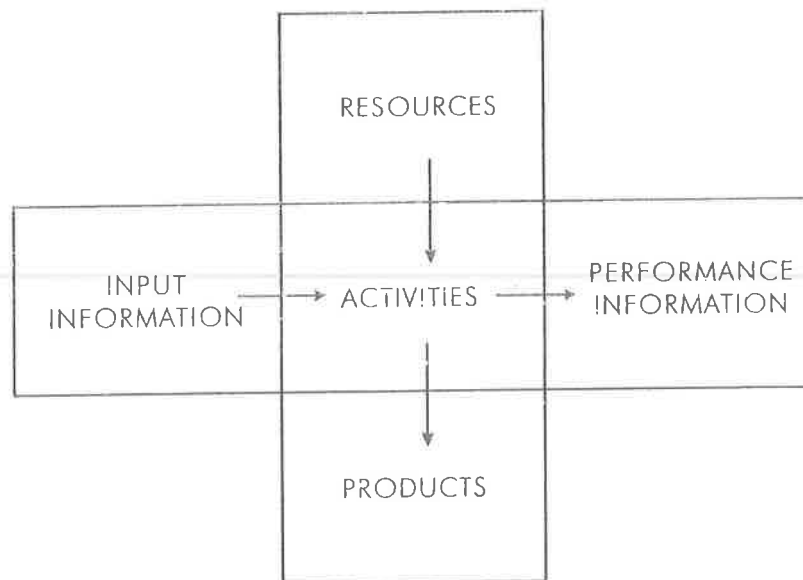 RESOURCES
INPUT
INFORMATION
ACTIVITIES
PERFORMANCE
INFORMATION
PRODUCTS